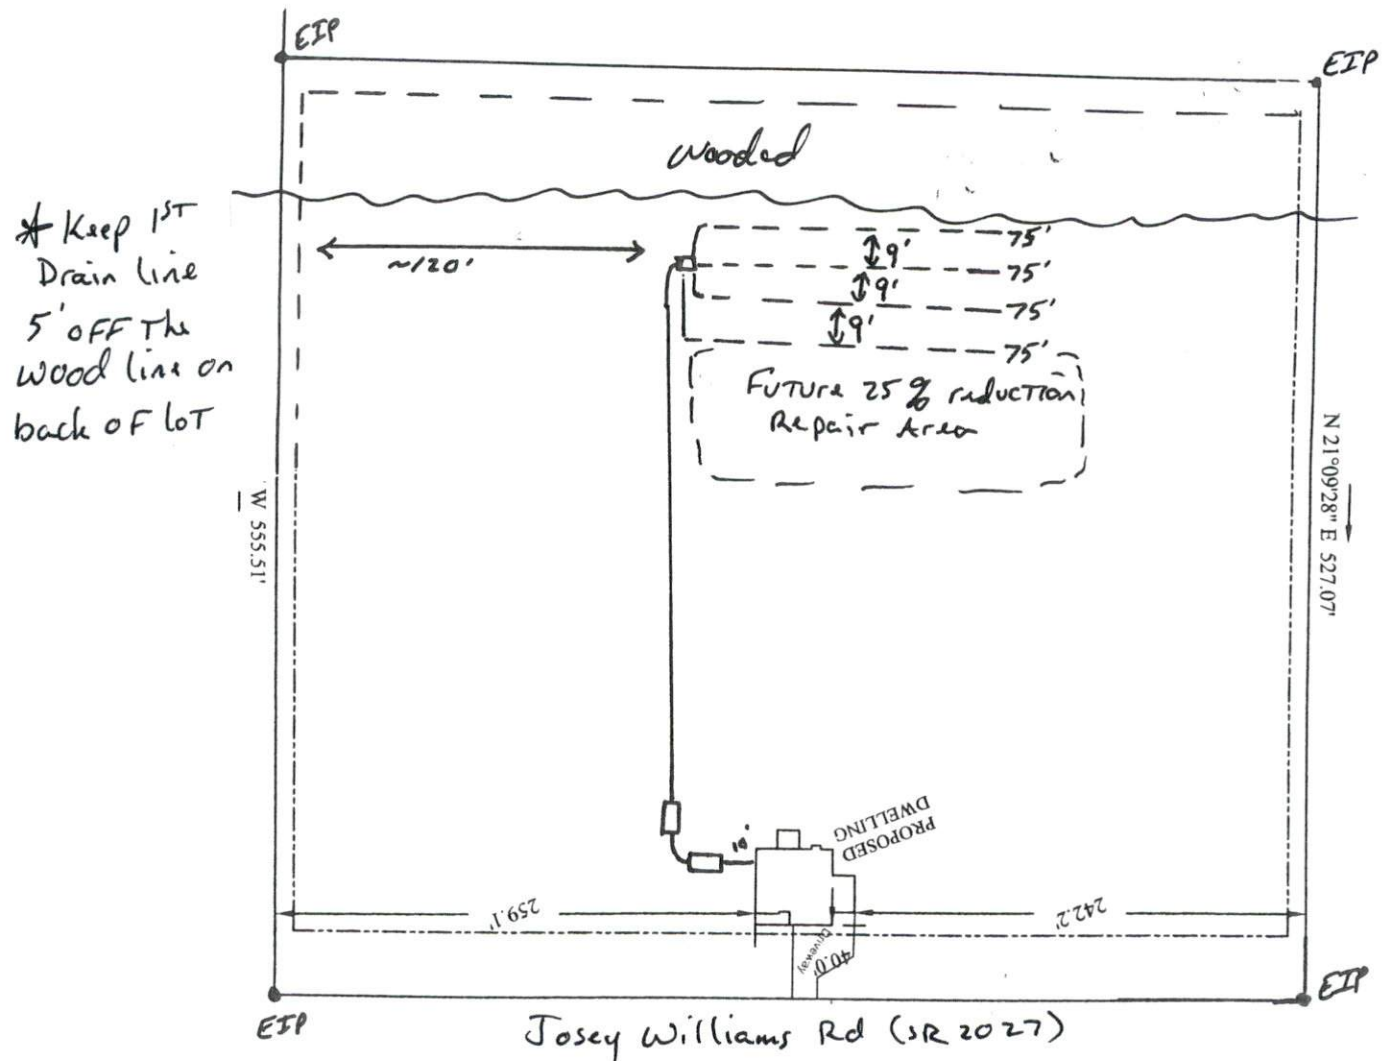 EIP
EIP
Wooded
* Keep 1ST
Drain line
5' OFF The
wood line on
back OF LOT
~120'
75'
9'
75'
9'
75'
9'
75'
Future 25% reduction
Repair Area
W 555.51'
N 21°09'28" E 527.07'
10'
PROPOSED
DWELLING
259.1'
242.2'
Driveway
40.0'
EIP
EIP
Josey Williams Rd (SR 2027)